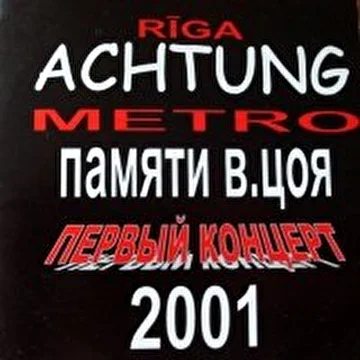 RĪGA
ACHTUNG
METRO
ПАМЯТИ В.ЦОЯ
ПЕРВЫЙ КОНЦЕРТ
2001